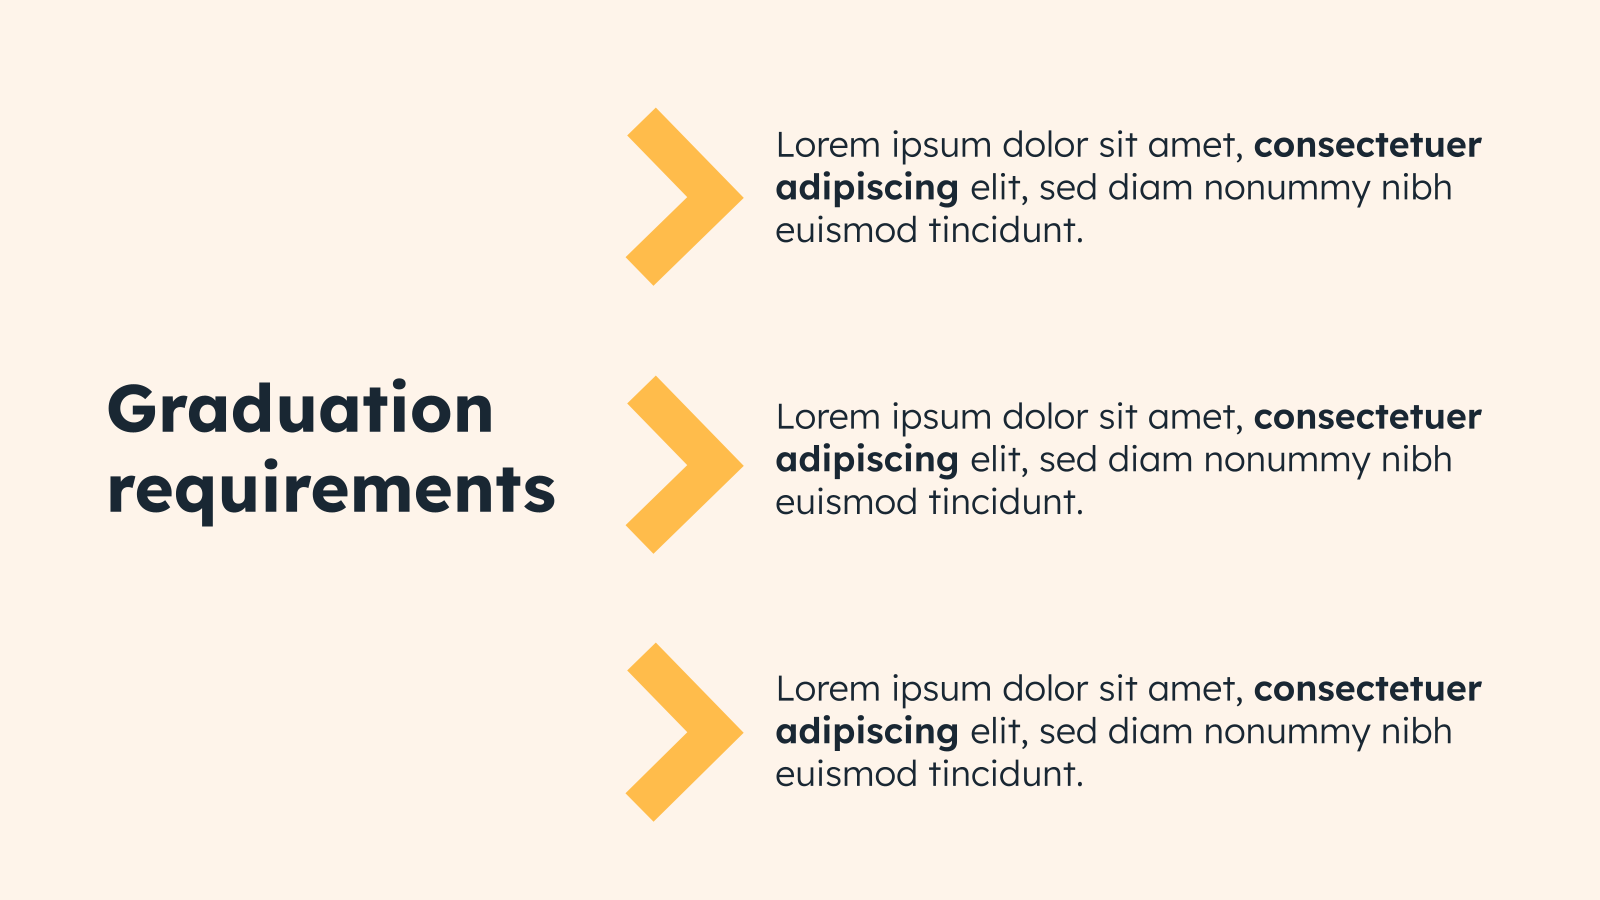 Graduation
requirements
Lorem ipsum dolor sit amet, consectetuer
adipiscing elit, sed diam nonummy nibh
euismod tincidunt.
Lorem ipsum dolor sit amet, consectetuer
adipiscing elit, sed diam nonummy nibh
euismod tincidunt.
Lorem ipsum dolor sit amet, consectetuer
adipiscing elit, sed diam nonummy nibh
euismod tincidunt.